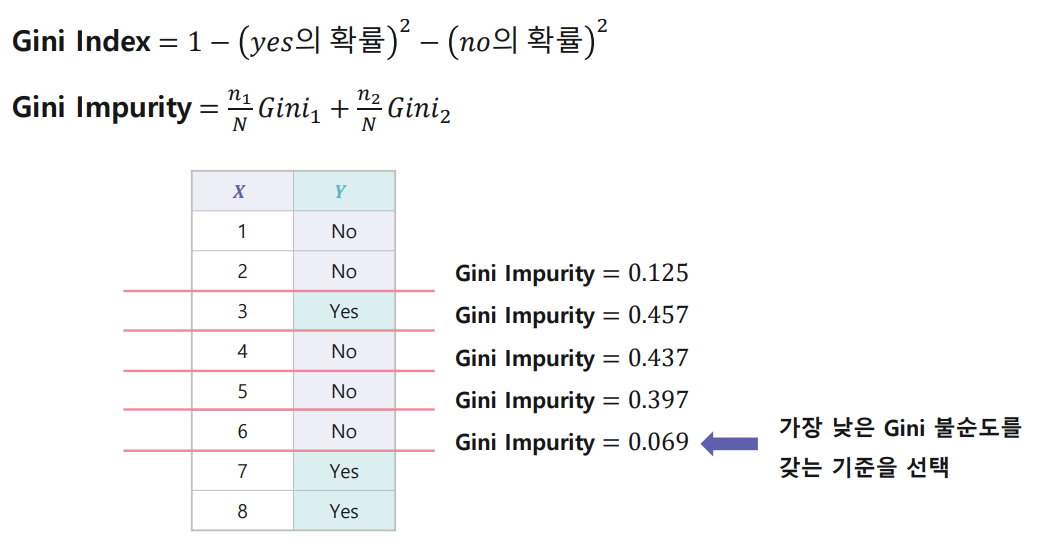 Gini Index = 1 − (yes의 확률)² − (no의 확률)²
Gini Impurity = n₁/N Gini₁ + n₂/N Gini₂
X Y
1 No
2 No
Gini Impurity = 0.125
3 Yes
Gini Impurity = 0.457
4 No
Gini Impurity = 0.437
5 No
Gini Impurity = 0.397
6 No
Gini Impurity = 0.069
가장 낮은 Gini 불순도를
갖는 기준을 선택
7 Yes
8 Yes